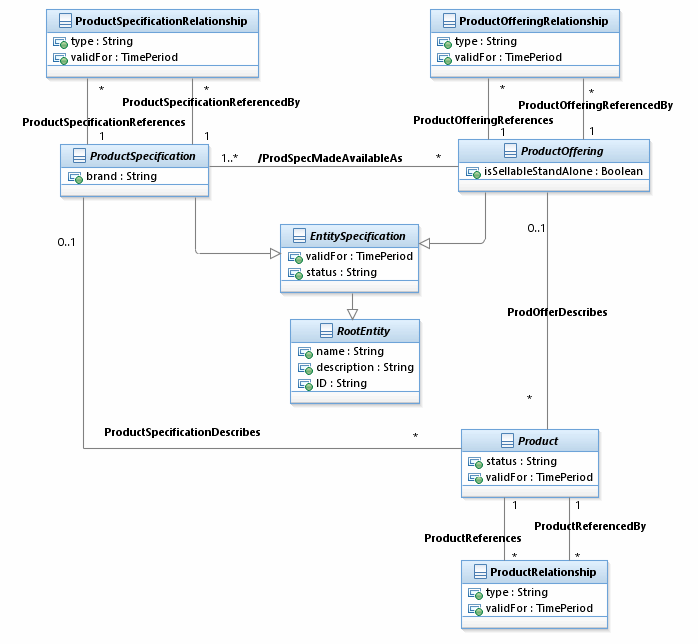 ProductSpecificationRelationship
type : String
validFor : TimePeriod
ProductOfferingRelationship
type : String
validFor : TimePeriod
*
*
ProductSpecificationReferencedBy
ProductSpecificationReferences
1
1
*
*
ProductOfferingReferencedBy
ProductOfferingReferences
1
1
ProductSpecification
brand : String
1..*
/ProdSpecMadeAvailableAs
*
ProductOffering
isSellableStandAlone : Boolean
0..1
0..1
EntitySpecification
validFor : TimePeriod
status : String
RootEntity
name : String
description : String
ID : String
ProdOfferDescribes
*
ProductSpecificationDescribes
*
Product
status : String
validFor : TimePeriod
1
1
ProductReferencedBy
ProductReferences
*
*
ProductRelationship
type : String
validFor : TimePeriod